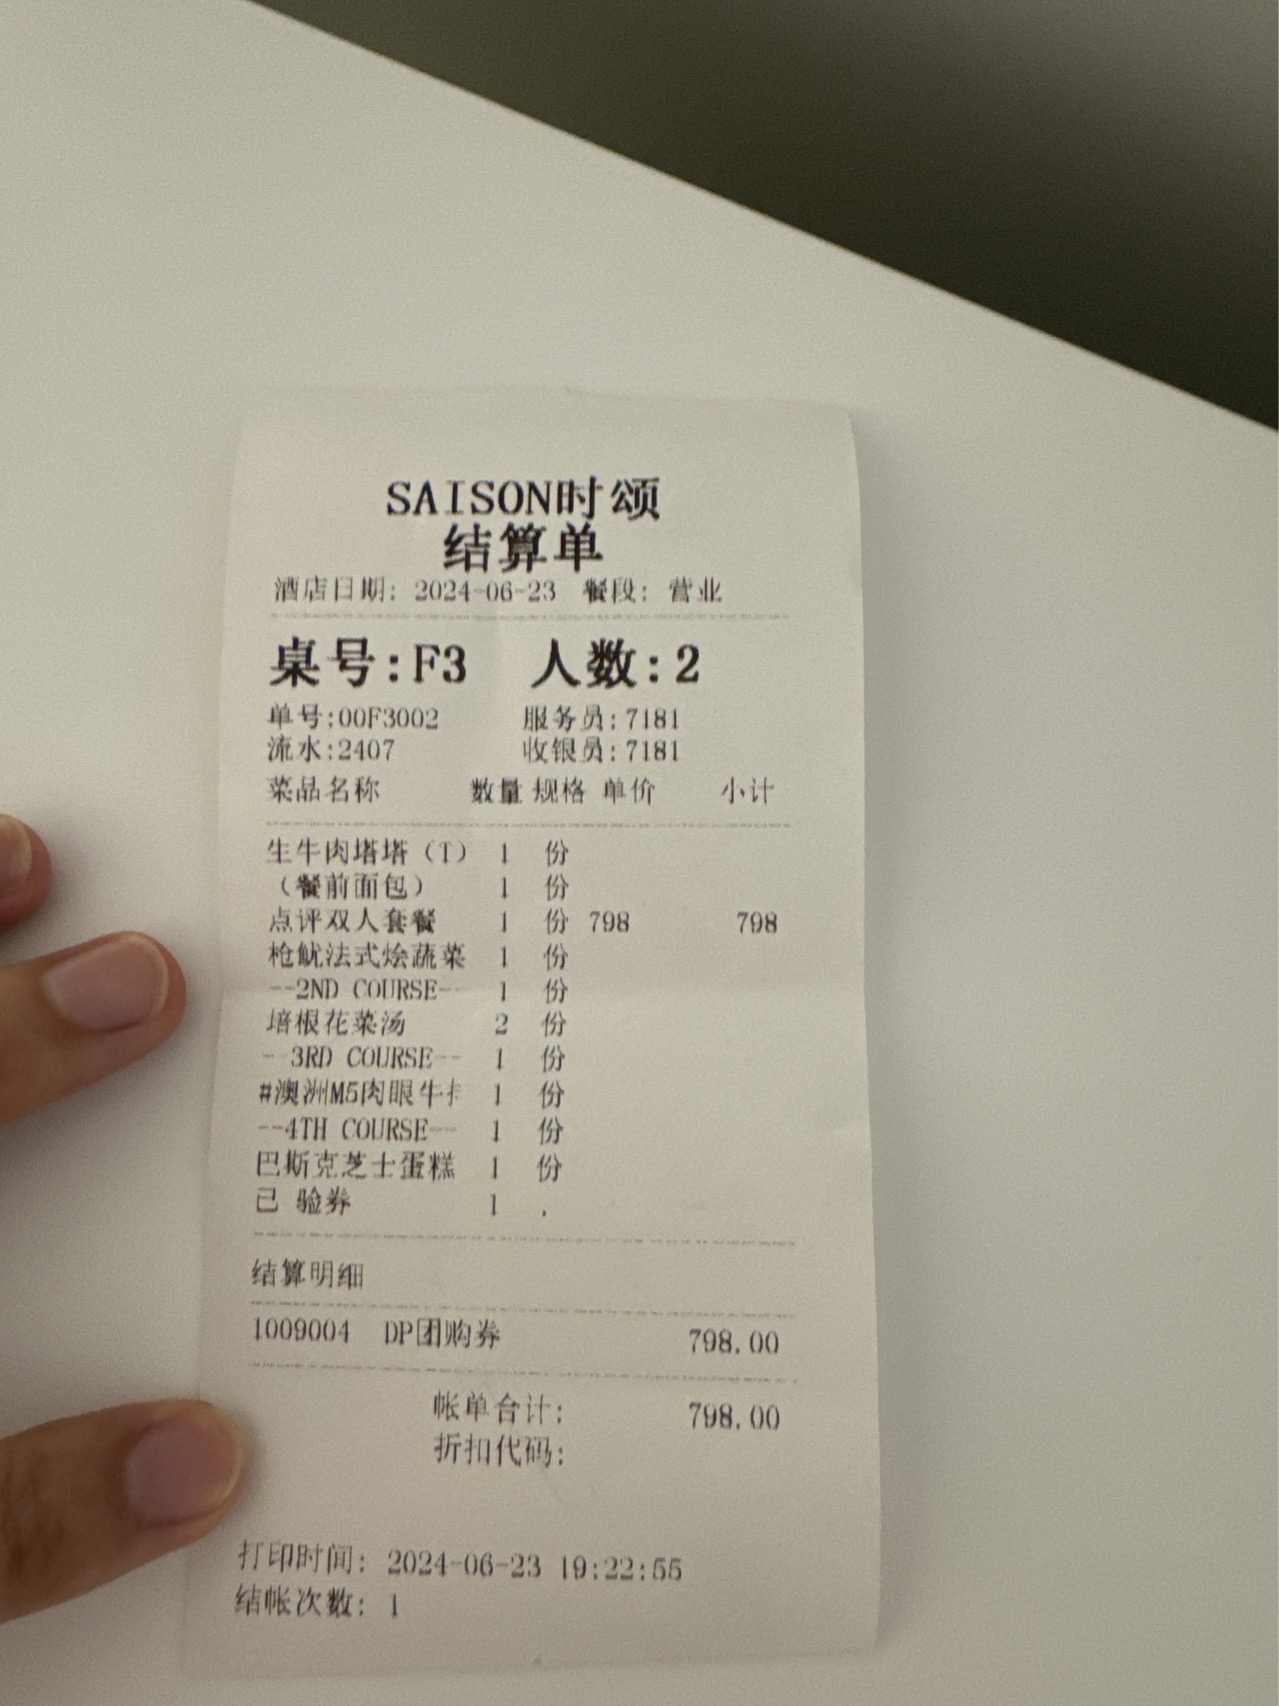 SAISON时颂
结算单
酒店日期: 2024-06-23 餐段: 营业
桌号:F3 人数:2
单号:00F3002 服务员:7181
流水:2407 收银员:7181
菜品名称 数量 规格 单价 小计
生牛肉塔塔（T） 1 份
（餐前面包） 1 份
点评双人套餐 1 份 798 798
枪鱿法式烩蔬菜 1 份
--2ND COURSE-- 1 份
培根花菜汤 2 份
--3RD COURSE-- 1 份
#澳洲M5肉眼牛 1 份
--4TH COURSE-- 1 份
巴斯克芝士蛋糕 1 份
已 验券 1 .
结算明细
1009004 DP团购券 798.00
帐单合计: 798.00
折扣代码:
打印时间: 2024-06-23 19:22:55
结帐次数: 1